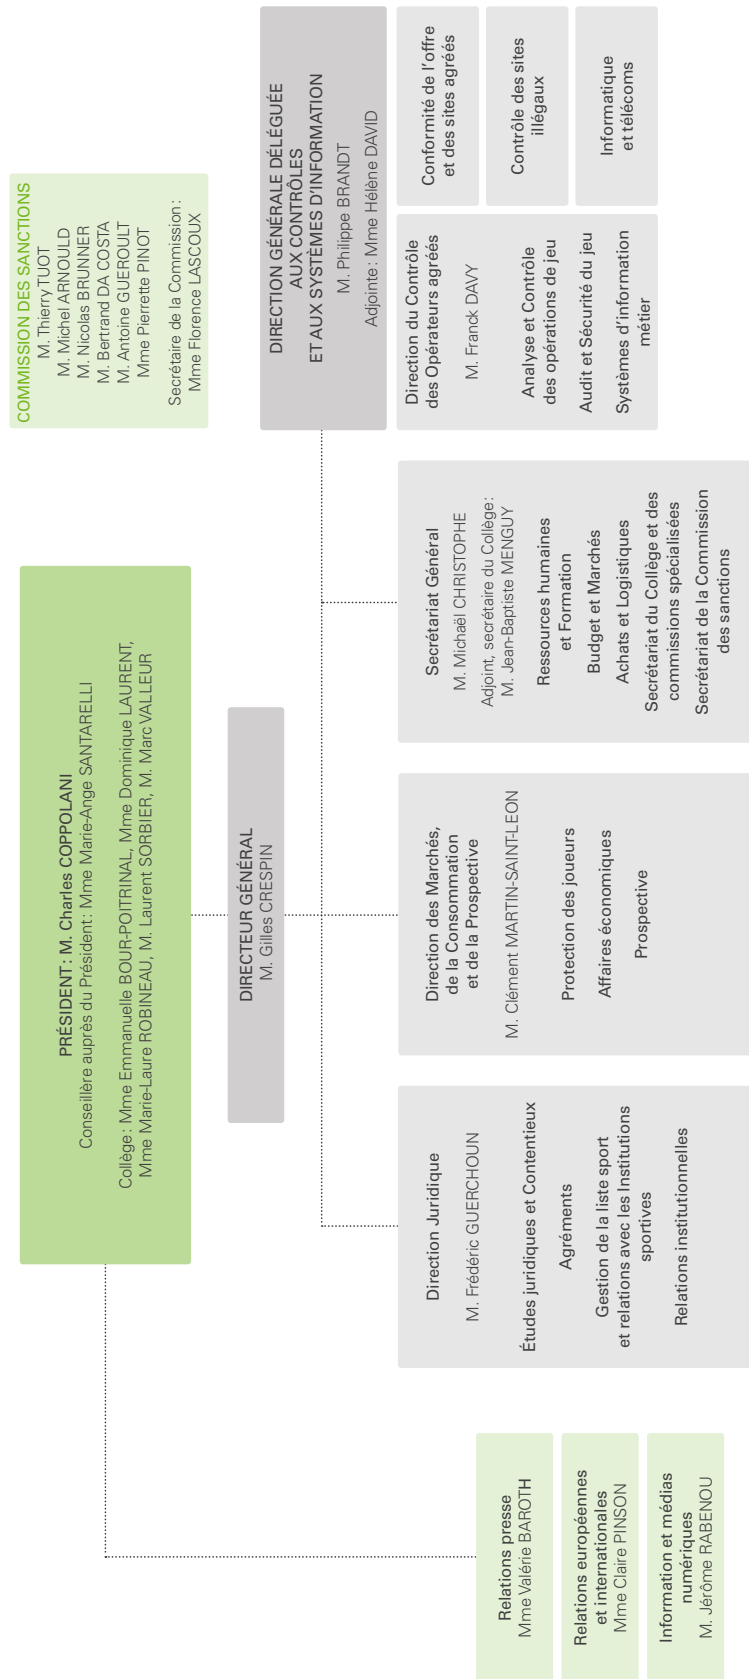 PRÉSIDENT : M. Charles COPPOLANI
Conseillère auprès du Président : Mme Marie-Ange SANTARELLI
Collège : Mme Emmanuelle BOUR-POITRINAL, Mme Dominique LAURENT,
Mme Marie-Laure ROBINEAU, M. Laurent SORBIER, M. Marc VALLEUR
COMMISSION DES SANCTIONS
M. Thierry TUOT
M. Michel ARNOULD
M. Nicolas BRUNNER
M. Bertrand DA COSTA
M. Antoine GUEROULT
Mme Pierrette PINOT
Secrétaire de la Commission :
Mme Florence LASCOUX
DIRECTEUR GÉNÉRAL
M. Gilles CRESPIN
DIRECTION GÉNÉRALE DÉLÉGUÉE
AUX CONTRÔLES
ET AUX SYSTÈMES D'INFORMATION
M. Philippe BRANDT
Adjointe : Mme Hélène DAVID
Relations presse
Mme Valérie BAROTH
Relations européennes
et internationales
Mme Claire PINSON
Information et médias
numériques
M. Jérôme RABENOU
Direction Juridique
M. Frédéric GUERCHOUN
Études juridiques et Contentieux
Agréments
Gestion de la liste sport
et relations avec les Institutions
sportives
Relations institutionnelles
Direction des Marchés,
de la Consommation
et de la Prospective
M. Clément MARTIN-SAINT-LEON
Protection des joueurs
Affaires économiques
Prospective
Secrétariat Général
M. Michaël CHRISTOPHE
Adjoint, secrétaire du Collège :
M. Jean-Baptiste MENGUY
Ressources humaines
et Formation
Budget et Marchés
Achats et Logistiques
Secrétariat du Collège et des
commissions spécialisées
Secrétariat de la Commission
des sanctions
Direction du Contrôle
des Opérateurs agréés
M. Franck DAVY
Analyse et Contrôle
des opérations de jeu
Audit et Sécurité du jeu
Systèmes d'information
métier
Conformité de l'offre
et des sites agréés
Contrôle des sites
illégaux
Informatique
et télécoms